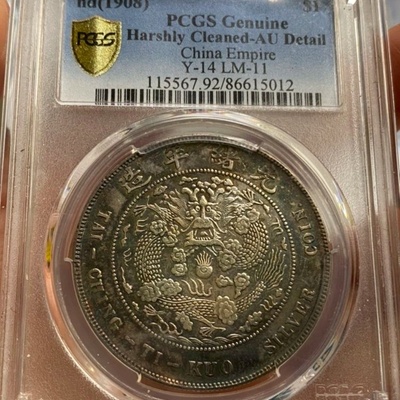 nd(1908) $1
PCGS Genuine
Harshly Cleaned-AU Detail
China Empire
Y-14 LM-11
115567.92/86615012
PCGS
造年緒光
TAI-CHING-TI-KUO SILVER COIN